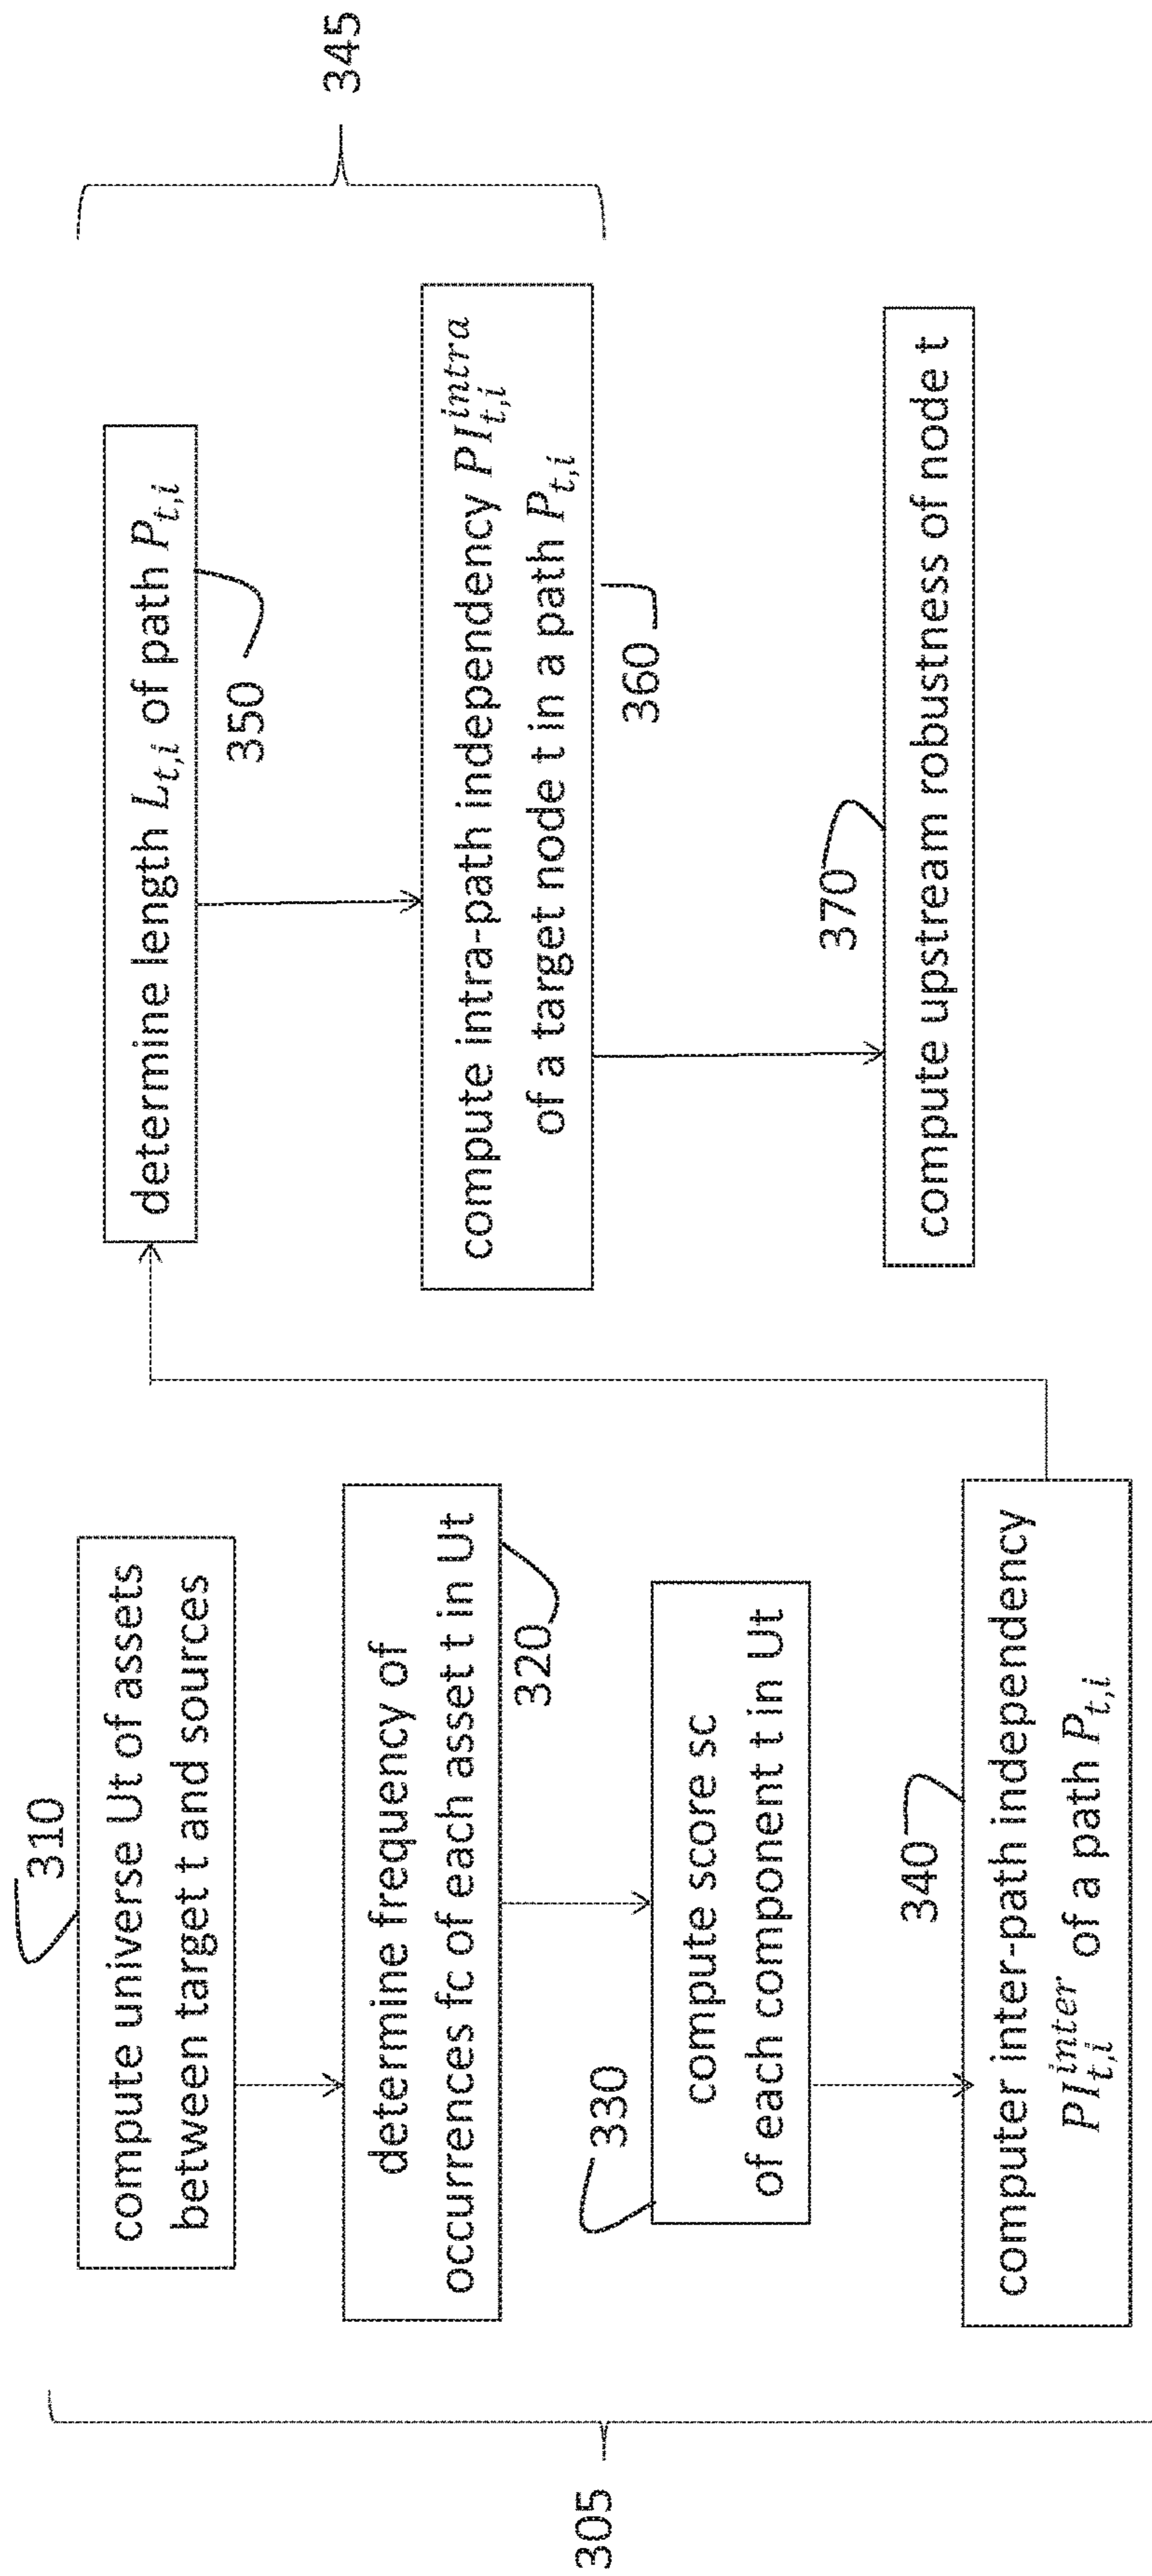 305
310
compute universe Ut of assets
between target t and sources
determine frequency of
occurrences fc of each asset t in Ut
320
330
compute score sc
of each component t in Ut
340
computer inter-path independency
$PI_{t,i}^{inter}$ of a path $P_{t,i}$
345
determine length $L_{t,i}$ of path $P_{t,i}$
350
compute intra-path independency $PI_{t,i}^{intra}$
of a target node t in a path $P_{t,i}$
360
370
compute upstream robustness of node t